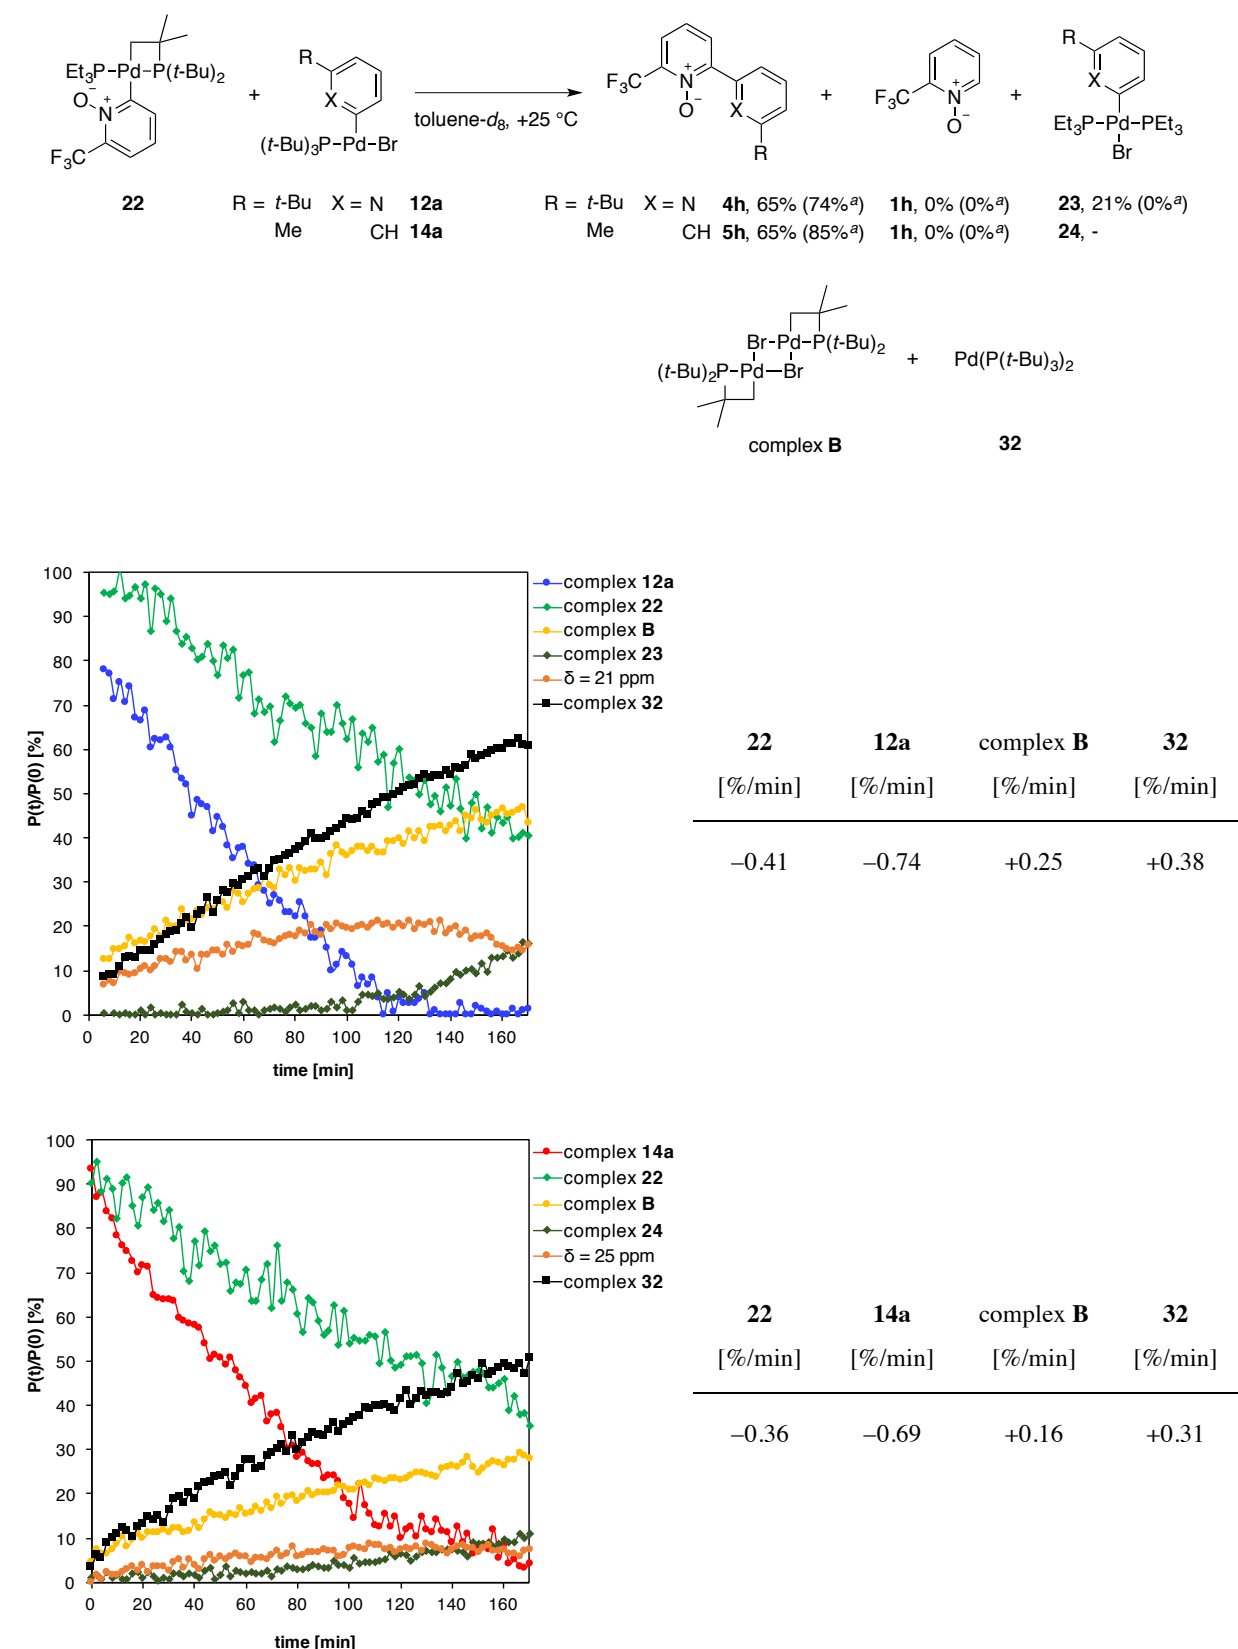 Et₃P–Pd–P(t-Bu)₂
O⁻
N⁺
F₃C
22
+
R
X
(t-Bu)₃P–Pd–Br
toluene-d₈, +25 °C
F₃C
N⁺
O⁻
X
R
+
F₃C
N⁺
O⁻
+
R
X
Et₃P–Pd–PEt₃
Br
R = t-Bu X = N 12a
Me CH 14a
R = t-Bu X = N 4h, 65% (74%ᵃ) 1h, 0% (0%ᵃ) 23, 21% (0%ᵃ)
Me CH 5h, 65% (85%ᵃ) 1h, 0% (0%ᵃ) 24, -
Br–Pd–P(t-Bu)₂
(t-Bu)₂P–Pd–Br
+ Pd(P(t-Bu)₃)₂
complex B 32
P(t)/P(0) [%]
100
90
80
70
60
50
40
30
20
10
0
0 20 40 60 80 100 120 140 160
time [min]
complex 12a
complex 22
complex B
complex 23
δ = 21 ppm
complex 32
22 12a complex B 32
[%/min] [%/min] [%/min] [%/min]
–0.41 –0.74 +0.25 +0.38
P(t)/P(0) [%]
100
90
80
70
60
50
40
30
20
10
0
0 20 40 60 80 100 120 140 160
time [min]
complex 14a
complex 22
complex B
complex 24
δ = 25 ppm
complex 32
22 14a complex B 32
[%/min] [%/min] [%/min] [%/min]
–0.36 –0.69 +0.16 +0.31